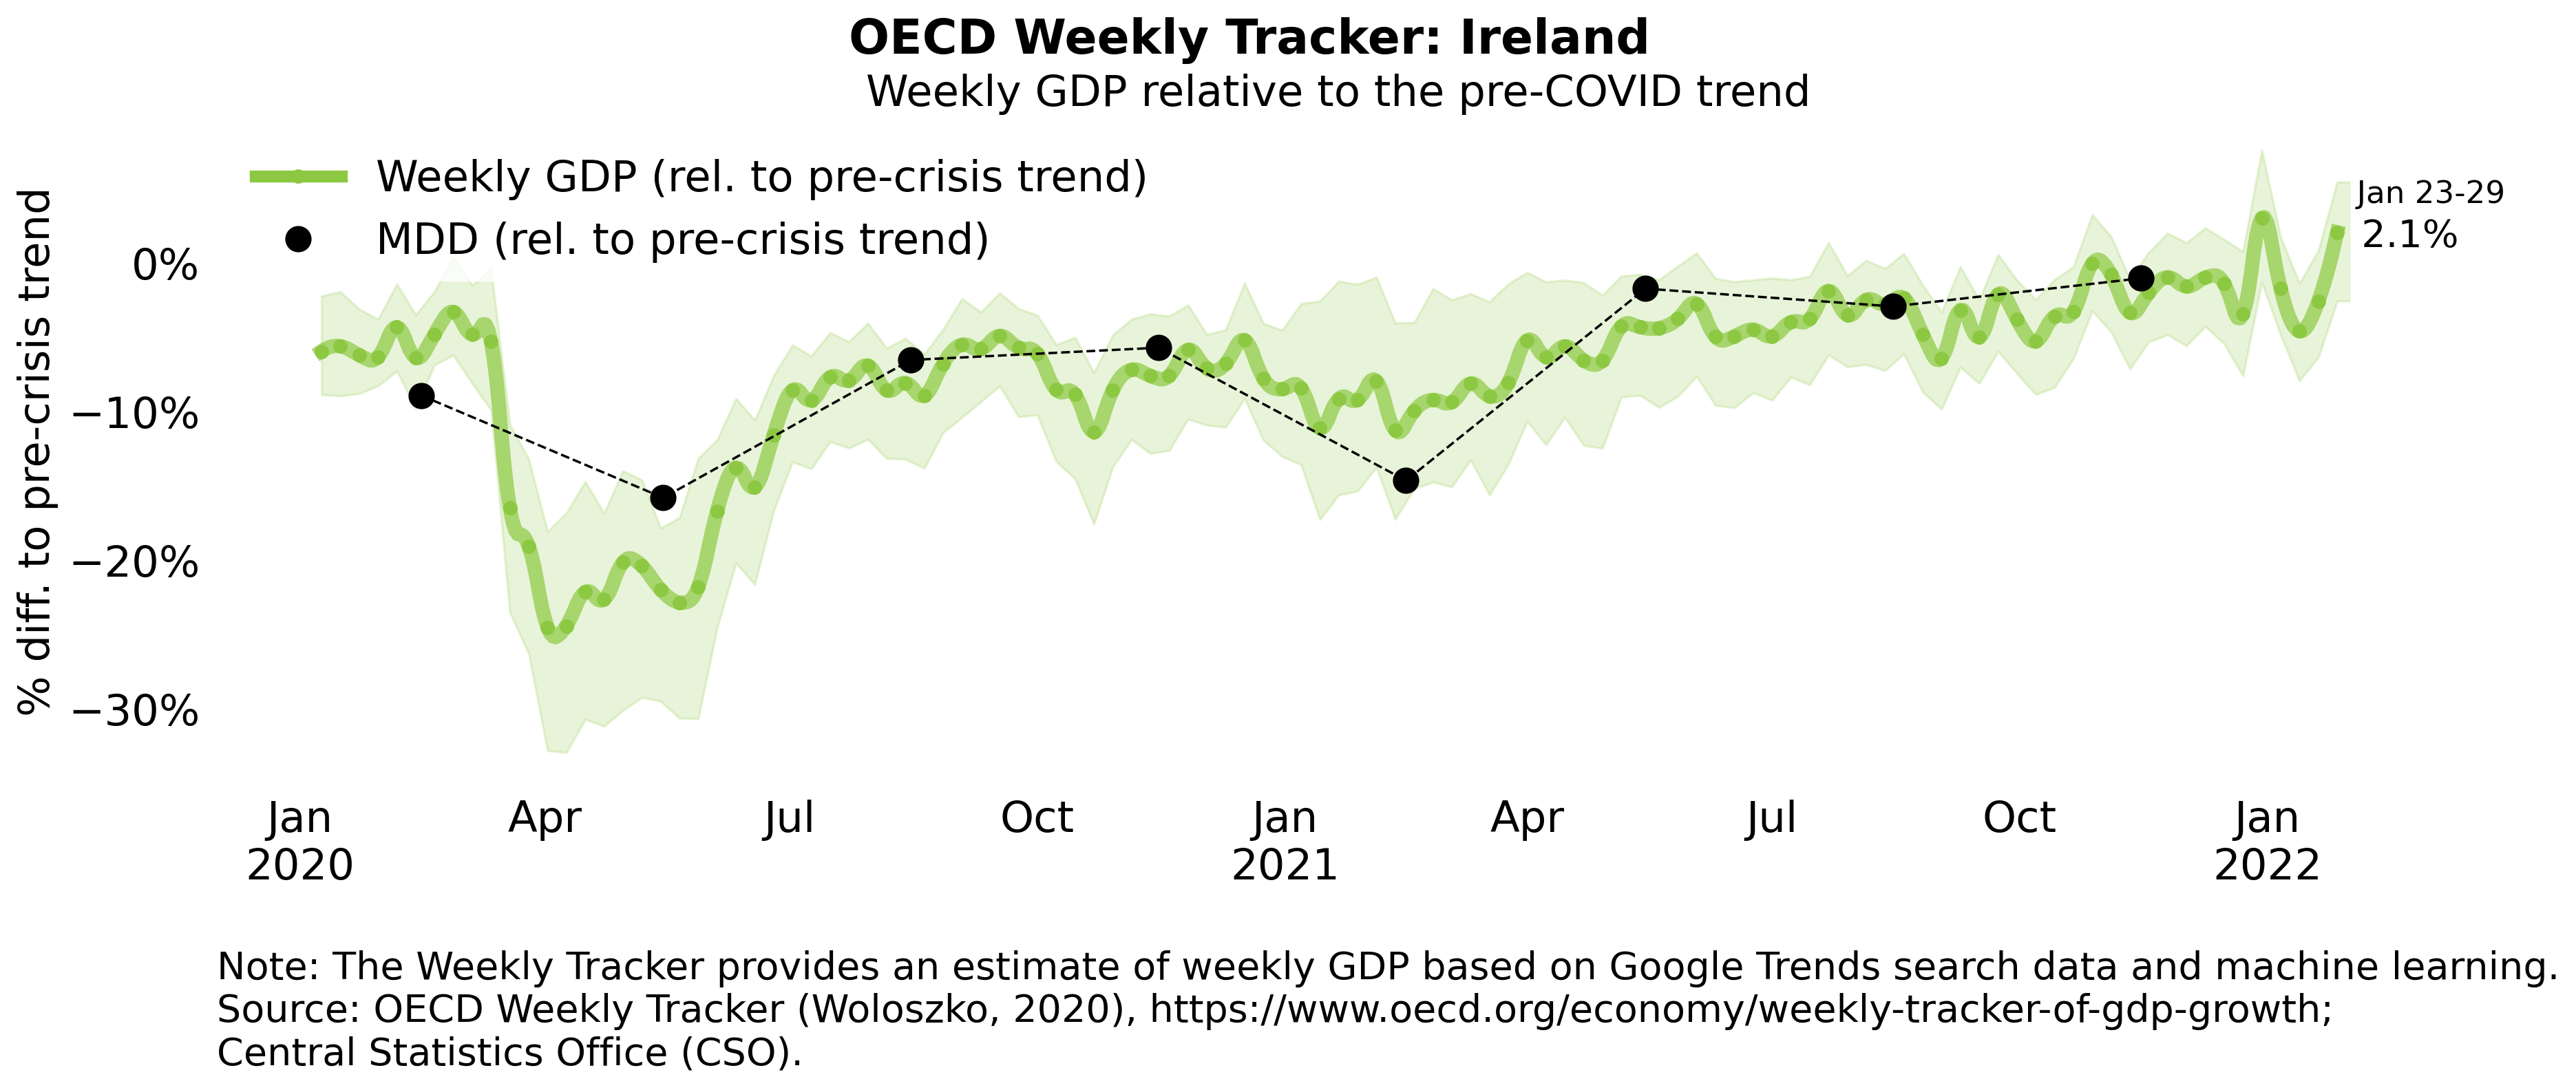 OECD Weekly Tracker: Ireland
Weekly GDP relative to the pre-COVID trend
Weekly GDP (rel. to pre-crisis trend)
MDD (rel. to pre-crisis trend)
Jan 23-29
2.1%
% diff. to pre-crisis trend
0%
−10%
−20%
−30%
Jan Apr Jul Oct Jan Apr Jul Oct Jan
2020 2021 2022
Note: The Weekly Tracker provides an estimate of weekly GDP based on Google Trends search data and machine learning.
Source: OECD Weekly Tracker (Woloszko, 2020), https://www.oecd.org/economy/weekly-tracker-of-gdp-growth;
Central Statistics Office (CSO).